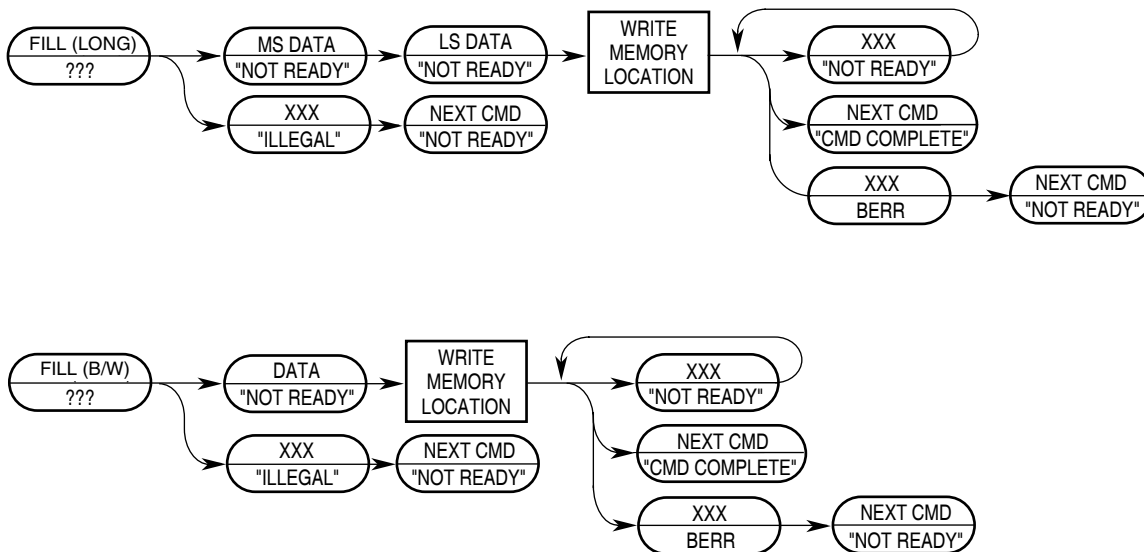 FILL (LONG)
???
MS DATA
"NOT READY"
LS DATA
"NOT READY"
WRITE
MEMORY
LOCATION
XXX
"NOT READY"
XXX
"ILLEGAL"
NEXT CMD
"NOT READY"
NEXT CMD
"CMD COMPLETE"
XXX
BERR
NEXT CMD
"NOT READY"
FILL (B/W)
???
DATA
"NOT READY"
WRITE
MEMORY
LOCATION
XXX
"NOT READY"
XXX
"ILLEGAL"
NEXT CMD
"NOT READY"
NEXT CMD
"CMD COMPLETE"
XXX
BERR
NEXT CMD
"NOT READY"